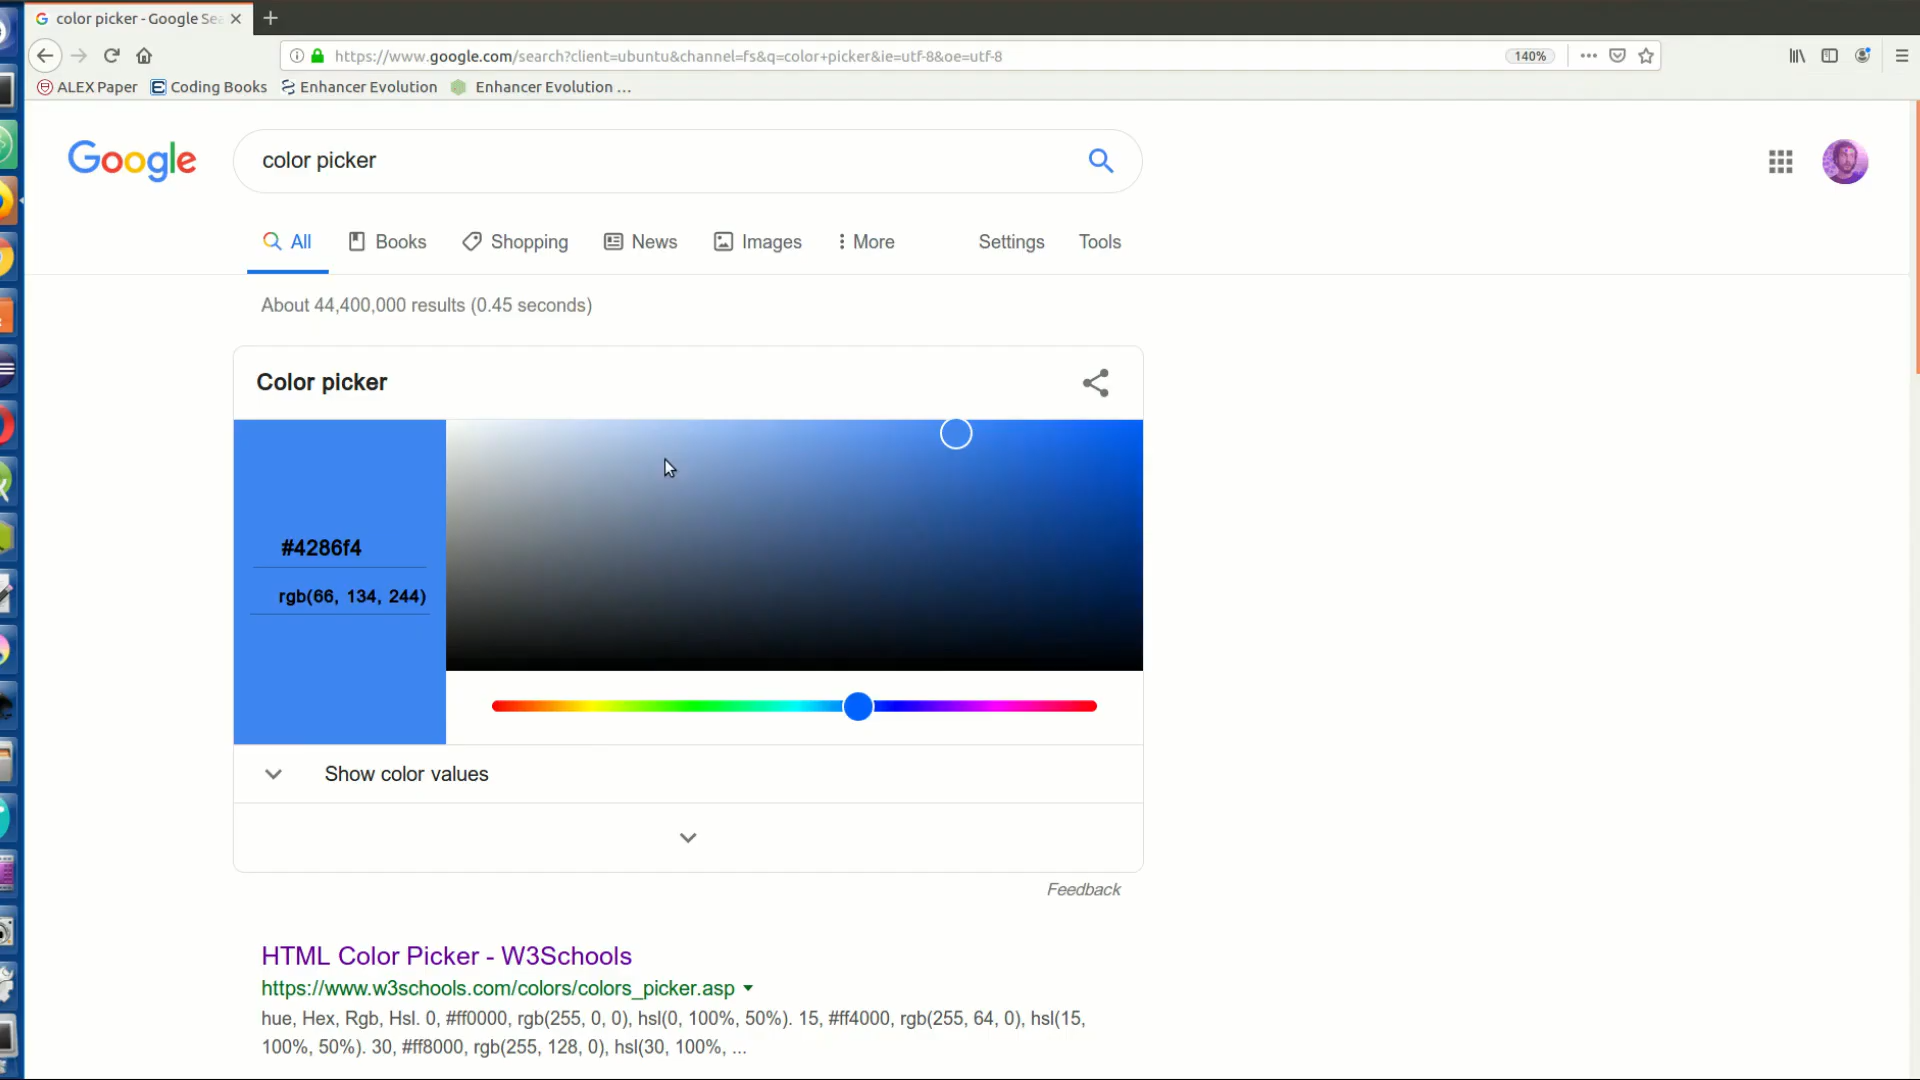 color picker - Google Sea
https://www.google.com/search?client=ubuntu&channel=fs&q=color+picker&ie=utf-8&oe=utf-8
140%
ALEX Paper
Coding Books
Enhancer Evolution
Enhancer Evolution ...
Google
color picker
All
Books
Shopping
News
Images
More
Settings
Tools
About 44,400,000 results (0.45 seconds)
Color picker
#4286f4
rgb(66, 134, 244)
Show color values
Feedback
HTML Color Picker - W3Schools
https://www.w3schools.com/colors/colors_picker.asp
hue, Hex, Rgb, Hsl. 0, #ff0000, rgb(255, 0, 0), hsl(0, 100%, 50%). 15, #ff4000, rgb(255, 64, 0), hsl(15,
100%, 50%). 30, #ff8000, rgb(255, 128, 0), hsl(30, 100%, ...